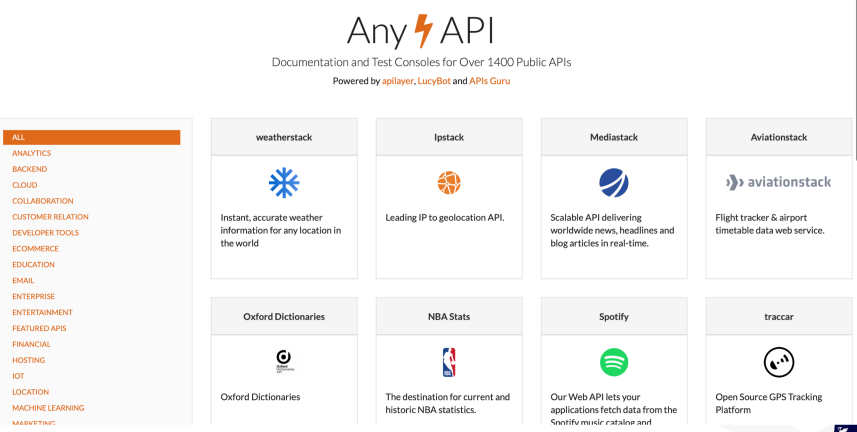 Any API
Documentation and Test Consoles for Over 1400 Public APIs
Powered by apilayer, LucyBot and APIs Guru
ALL
ANALYTICS
BACKEND
CLOUD
COLLABORATION
CUSTOMER RELATION
DEVELOPER TOOLS
ECOMMERCE
EDUCATION
EMAIL
ENTERPRISE
ENTERTAINMENT
FEATURED APIS
FINANCIAL
HOSTING
IOT
LOCATION
MACHINE LEARNING
MARKETING
weatherstack
Instant, accurate weather
information for any location in
the world
Ipstack
Leading IP to geolocation API.
Mediastack
Scalable API delivering
worldwide news, headlines and
blog articles in real-time.
Aviationstack
aviationstack
Flight tracker & airport
timetable data web service.
Oxford Dictionaries
Oxford Dictionaries
NBA Stats
The destination for current and
historic NBA statistics.
Spotify
Our Web API lets your
applications fetch data from the
Spotify music catalog and
traccar
Open Source GPS Tracking
Platform